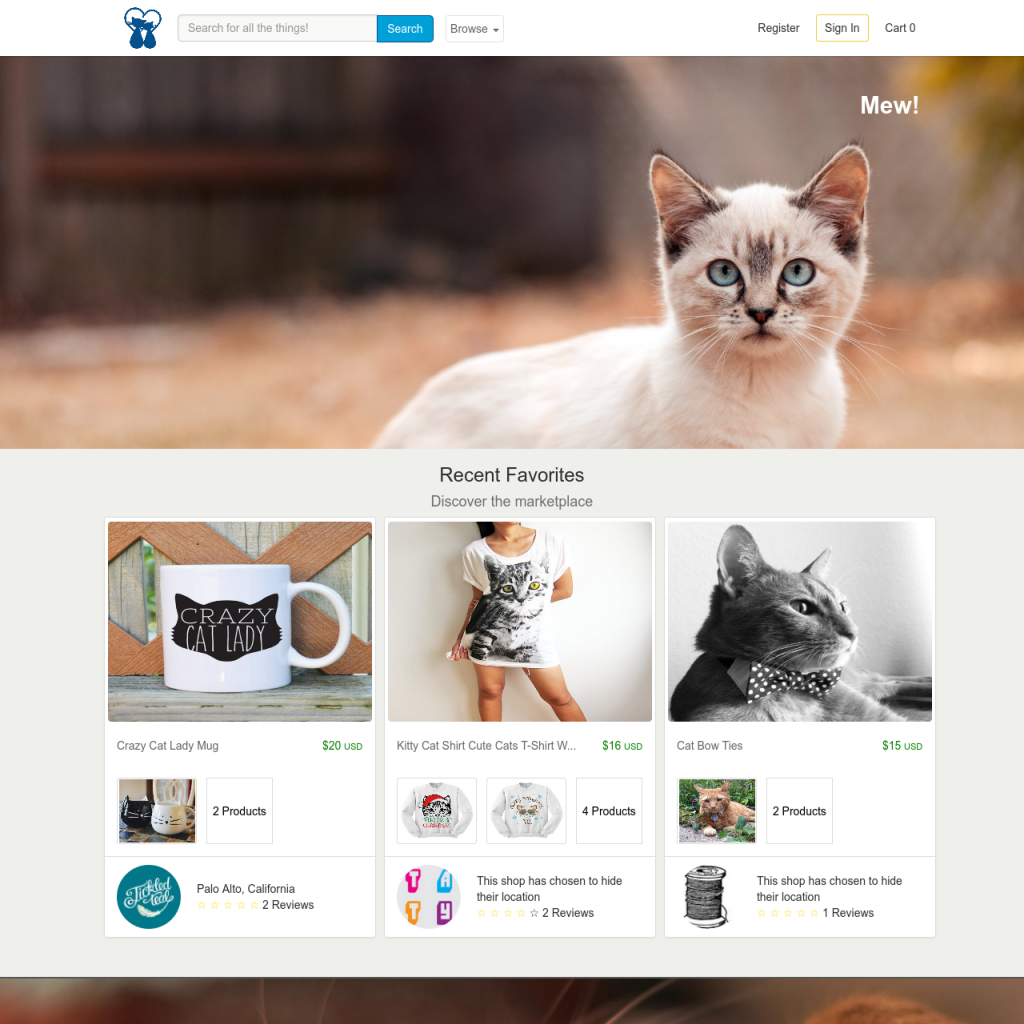 Search for all the things!
Search
Browse
Register
Sign In
Cart 0
Mew!
Recent Favorites
Discover the marketplace
CRAZY
CAT LADY
Crazy Cat Lady Mug
$20 USD
Kitty Cat Shirt Cute Cats T-Shirt W...
$16 USD
Cat Bow Ties
$15 USD
2 Products
4 Products
2 Products
Tickled
teal
Palo Alto, California
2 Reviews
T A
T Y
This shop has chosen to hide
their location
2 Reviews
This shop has chosen to hide
their location
1 Reviews